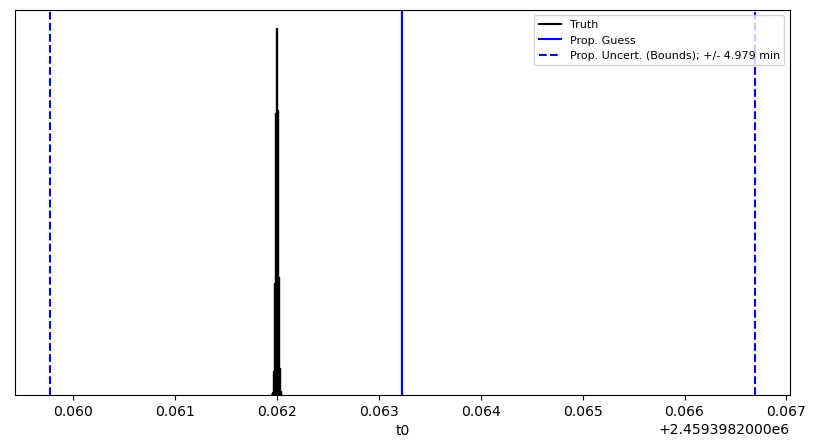 Truth
Prop. Guess
Prop. Uncert. (Bounds); +/- 4.979 min
0.060 0.061 0.062 0.063 0.064 0.065 0.066 0.067
t0 +2.4593982000e6